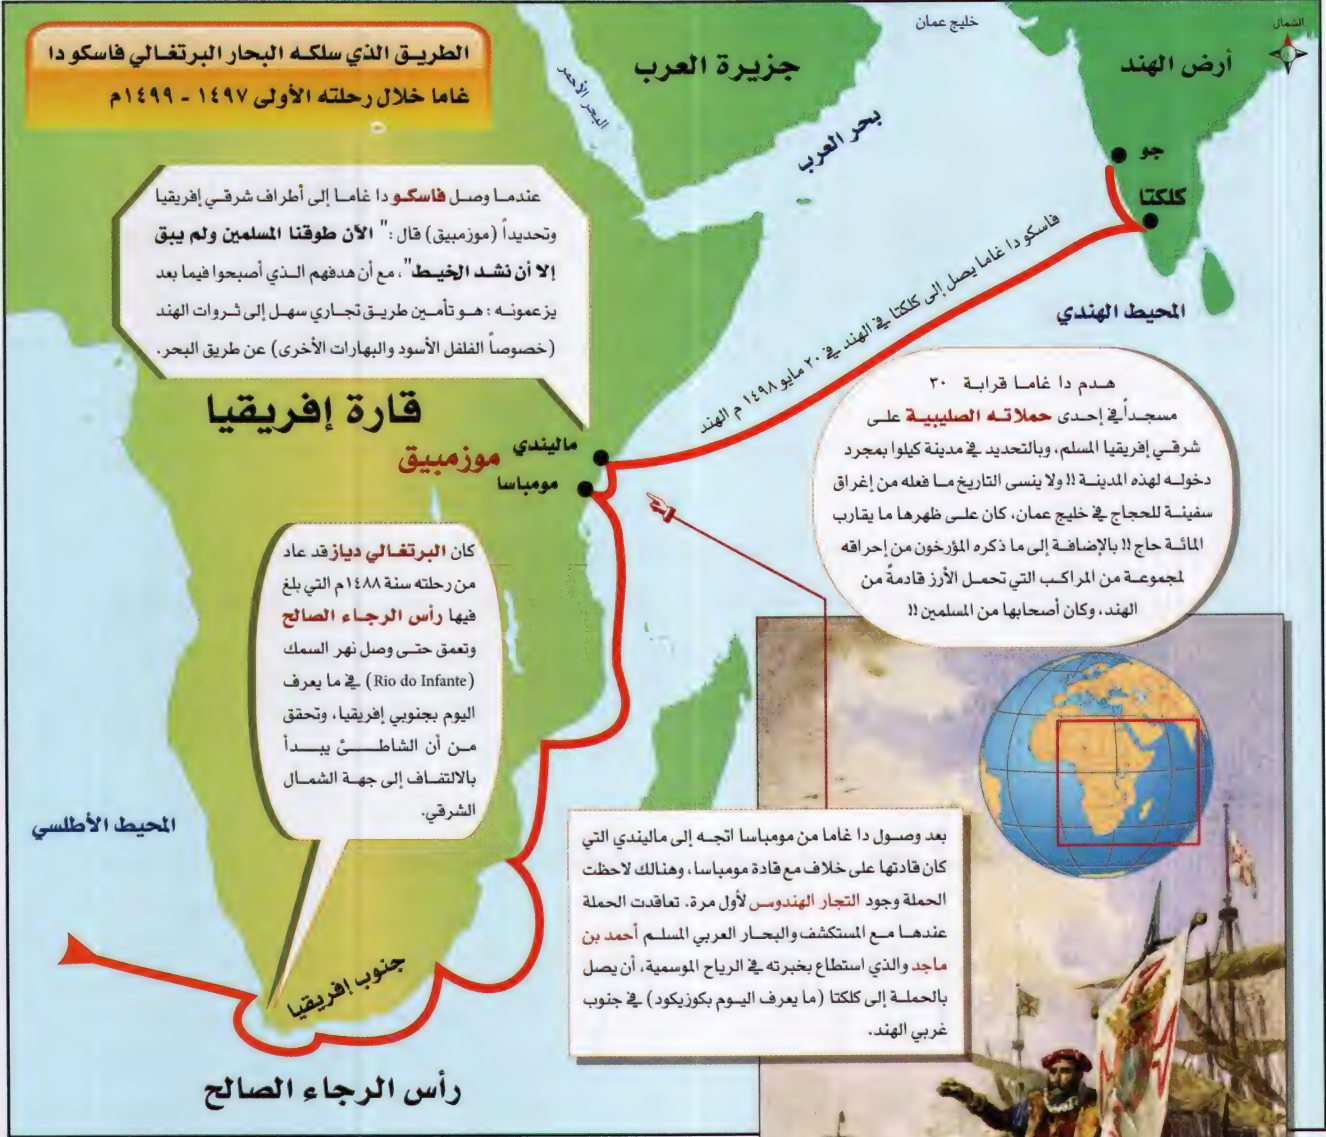 الطريق الذي سلكه البحار البرتغالي فاسكو دا
غاما خلال رحلته الأولى ١٤٩٧ - ١٤٩٩م
خليج عمان
الشمال
جزيرة العرب
أرض الهند
البحر الأحمر
بحر العرب
جو
كلكتا
عندما وصل فاسكو دا غاما إلى أطراف شرقي إفريقيا
وتحديداً (موزمبيق) قال: " الآن طوقنا المسلمين ولم يبق
إلا أن نشد الخيط"، مع أن هدفهم الذي أصبحوا فيما بعد
يزعمونه : هو تأمين طريق تجاري سهل إلى ثروات الهند
(خصوصاً الفلفل الأسود والبهارات الأخرى) عن طريق البحر.
فاسكو دا غاما يصل إلى كلكتا في الهند في ٢٠ مايو ١٤٩٨ م الهند
المحيط الهندي
قارة إفريقيا
ماليندي
موزمبيق
مومباسا
هدم دا غاما قرابة ٣٠
مسجداً في إحدى حملاته الصليبية على
شرقي إفريقيا المسلم، وبالتحديد في مدينة كيلوا بمجرد
دخوله لهذه المدينة !! ولا ينسى التاريخ ما فعله من إغراق
سفينة للحجاج في خليج عمان، كان على ظهرها ما يقارب
المائة حاج !! بالإضافة إلى ما ذكره المؤرخون من إحراقه
لمجموعة من المراكب التي تحمل الأرز قادمةً من
الهند، وكان أصحابها من المسلمين !!
كان البرتغالي دياز قد عاد
من رحلته سنة ١٤٨٨م التي بلغ
فيها رأس الرجاء الصالح
وتعمق حتى وصل نهر السمك
(Rio do Infante) في ما يعرف
اليوم بجنوبي إفريقيا، وتحقق
من أن الشاطئ يبدأ
بالالتفاف إلى جهة الشمال
الشرقي.
المحيط الأطلسي
بعد وصول دا غاما من مومباسا اتجه إلى ماليندي التي
كان قادتها على خلاف مع قادة مومباسا، وهنالك لاحظت
الحملة وجود التجار الهندوس لأول مرة. تعاقدت الحملة
عندها مع المستكشف والبحار العربي المسلم أحمد بن
ماجد والذي استطاع بخبرته في الرياح الموسمية، أن يصل
بالحملة إلى كلكتا (ما يعرف اليوم بكوزيكود) في جنوب
غربي الهند.
جنوب إفريقيا
رأس الرجاء الصالح